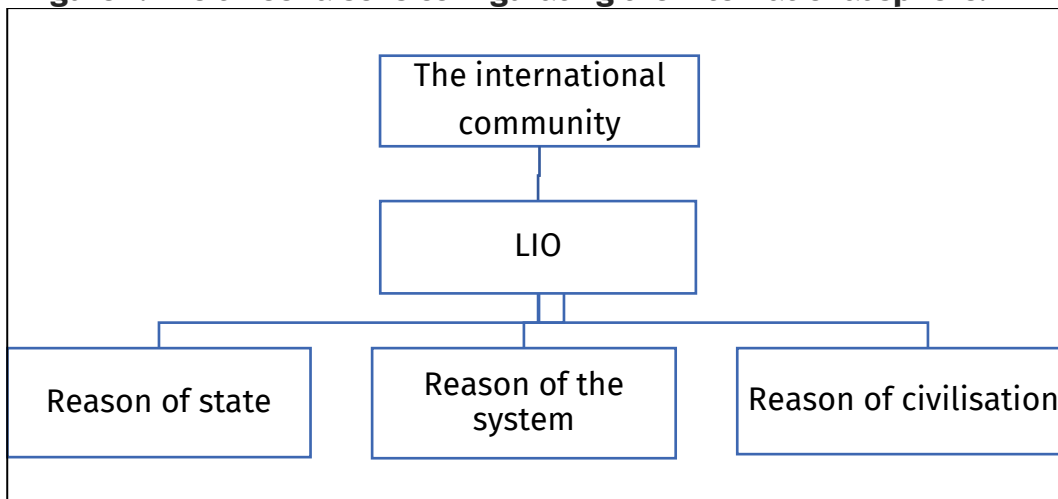 The international
community
LIO
Reason of state
Reason of the
system
Reason of civilisation